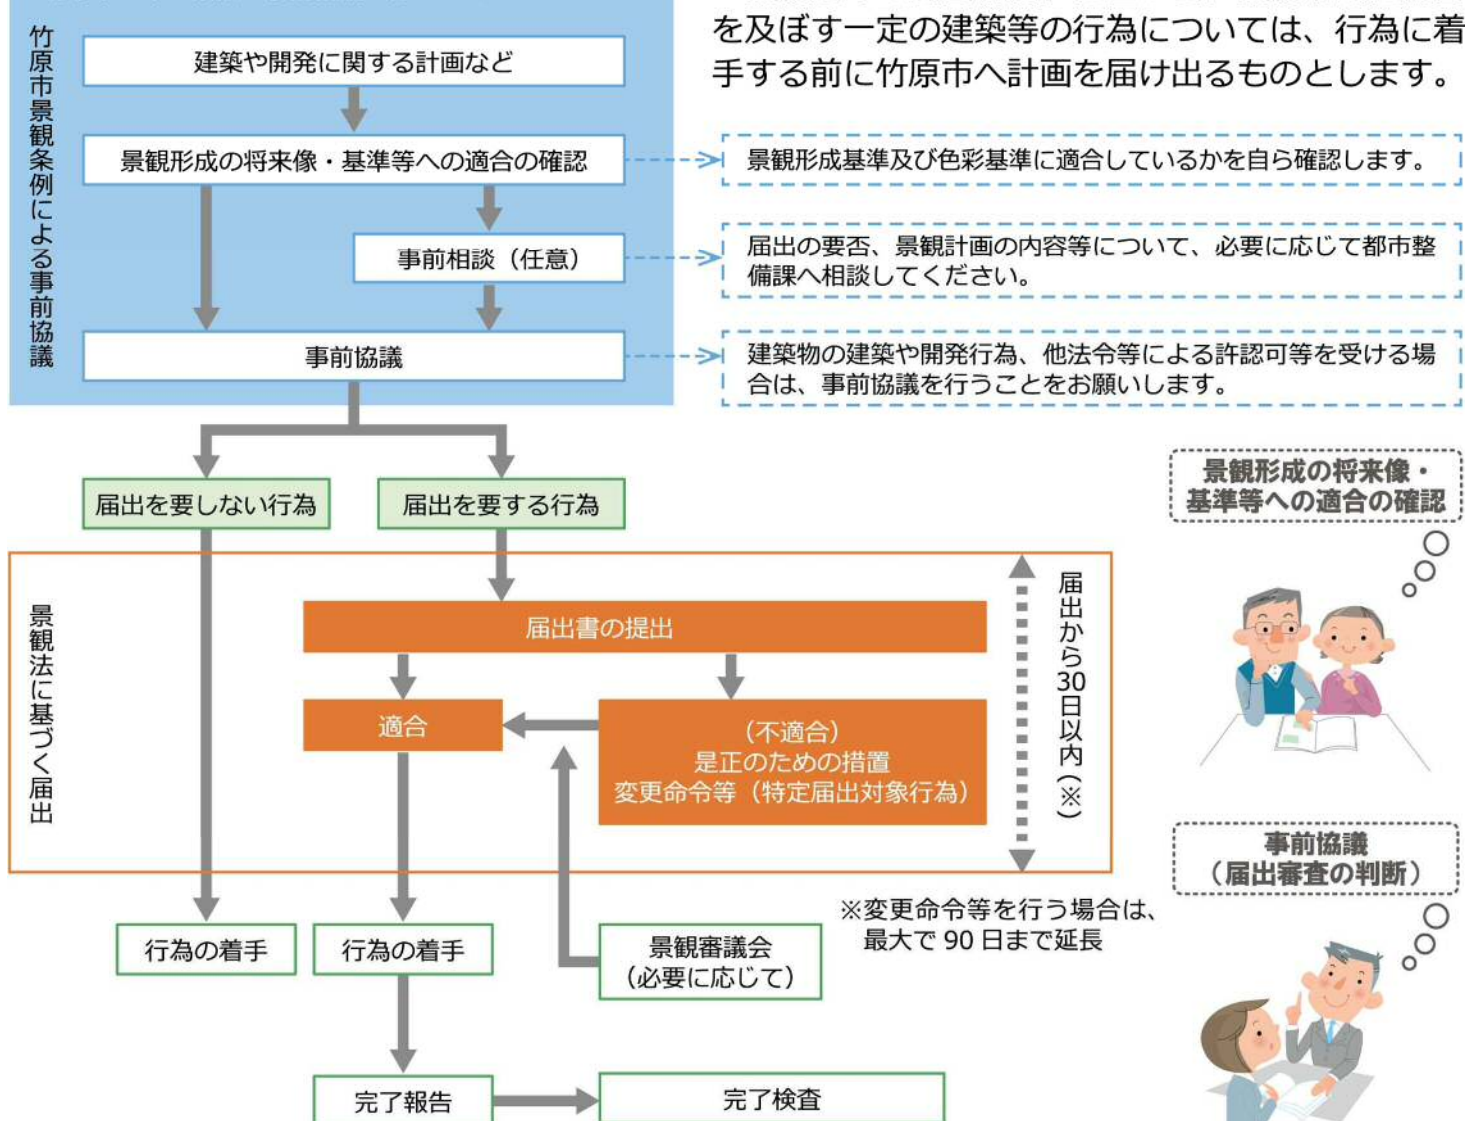 を及ぼす一定の建築等の行為については、行為に着
手する前に竹原市へ計画を届け出るものとします。
竹原市景観条例による事前協議
建築や開発に関する計画など
景観形成の将来像・基準等への適合の確認
景観形成基準及び色彩基準に適合しているかを自ら確認します。
事前相談（任意）
届出の要否、景観計画の内容等について、必要に応じて都市整
備課へ相談してください。
事前協議
建築物の建築や開発行為、他法令等による許認可等を受ける場
合は、事前協議を行うことをお願いします。
届出を要しない行為
届出を要する行為
景観形成の将来像・
基準等への適合の確認
景観法に基づく届出
届出書の提出
届出から30日以内（※）
適合
（不適合）
是正のための措置
変更命令等（特定届出対象行為）
事前協議
（届出審査の判断）
※変更命令等を行う場合は、
最大で 90 日まで延長
行為の着手
行為の着手
景観審議会
（必要に応じて）
完了報告
完了検査